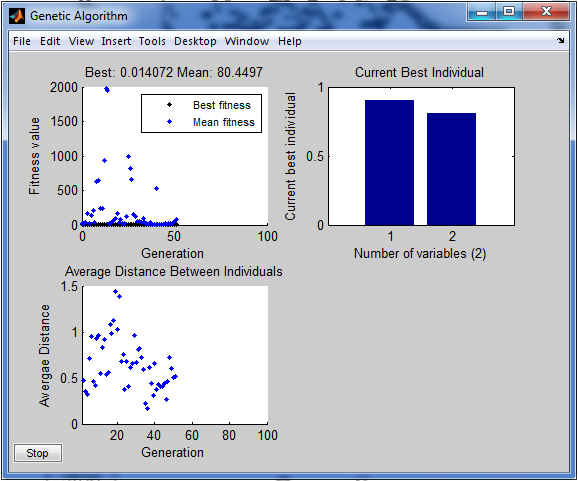 Genetic Algorithm
File Edit View Insert Tools Desktop Window Help
Best: 0.014072 Mean: 80.4497
2000
1500
1000
500
0
Fitness value
Best fitness
Mean fitness
0 50 100
Generation
Current Best Individual
1
0.5
0
Current best individual
1 2
Number of variables (2)
Average Distance Between Individuals
1.5
1
0.5
0
Avergae Distance
20 40 60 80 100
Generation
Stop